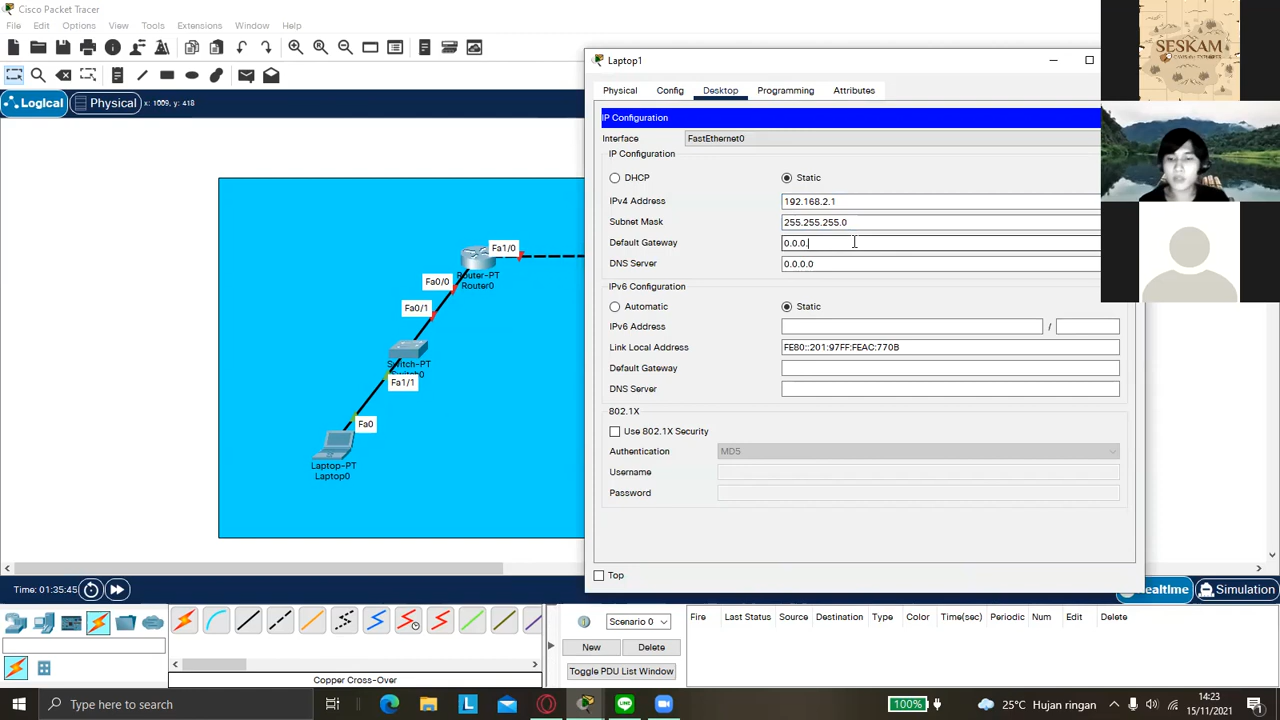 Cisco Packet Tracer
File Edit Options View Tools Extensions Window Help
Logical Physical x: 1009, y: 418
Fa1/0
Router-PT
Router0
Fa0/0
Fa0/1
Switch-PT
Switch0
Fa1/1
Fa0
Laptop-PT
Laptop0
Laptop1
Physical Config Desktop Programming Attributes
IP Configuration
Interface FastEthernet0
IP Configuration
DHCP Static
IPv4 Address 192.168.2.1
Subnet Mask 255.255.255.0
Default Gateway 0.0.0.
DNS Server 0.0.0.0
IPv6 Configuration
Automatic Static
IPv6 Address /
Link Local Address FE80::201:97FF:FEAC:770B
Default Gateway
DNS Server
802.1X
Use 802.1X Security
Authentication MD5
Username
Password
Top
SESKAM
Time: 01:35:45
Realtime Simulation
Scenario 0
New Delete
Toggle PDU List Window
Fire Last Status Source Destination Type Color Time(sec) Periodic Num Edit Delete
Copper Cross-Over
Type here to search
100% 25°C Hujan ringan 14:23
15/11/2021